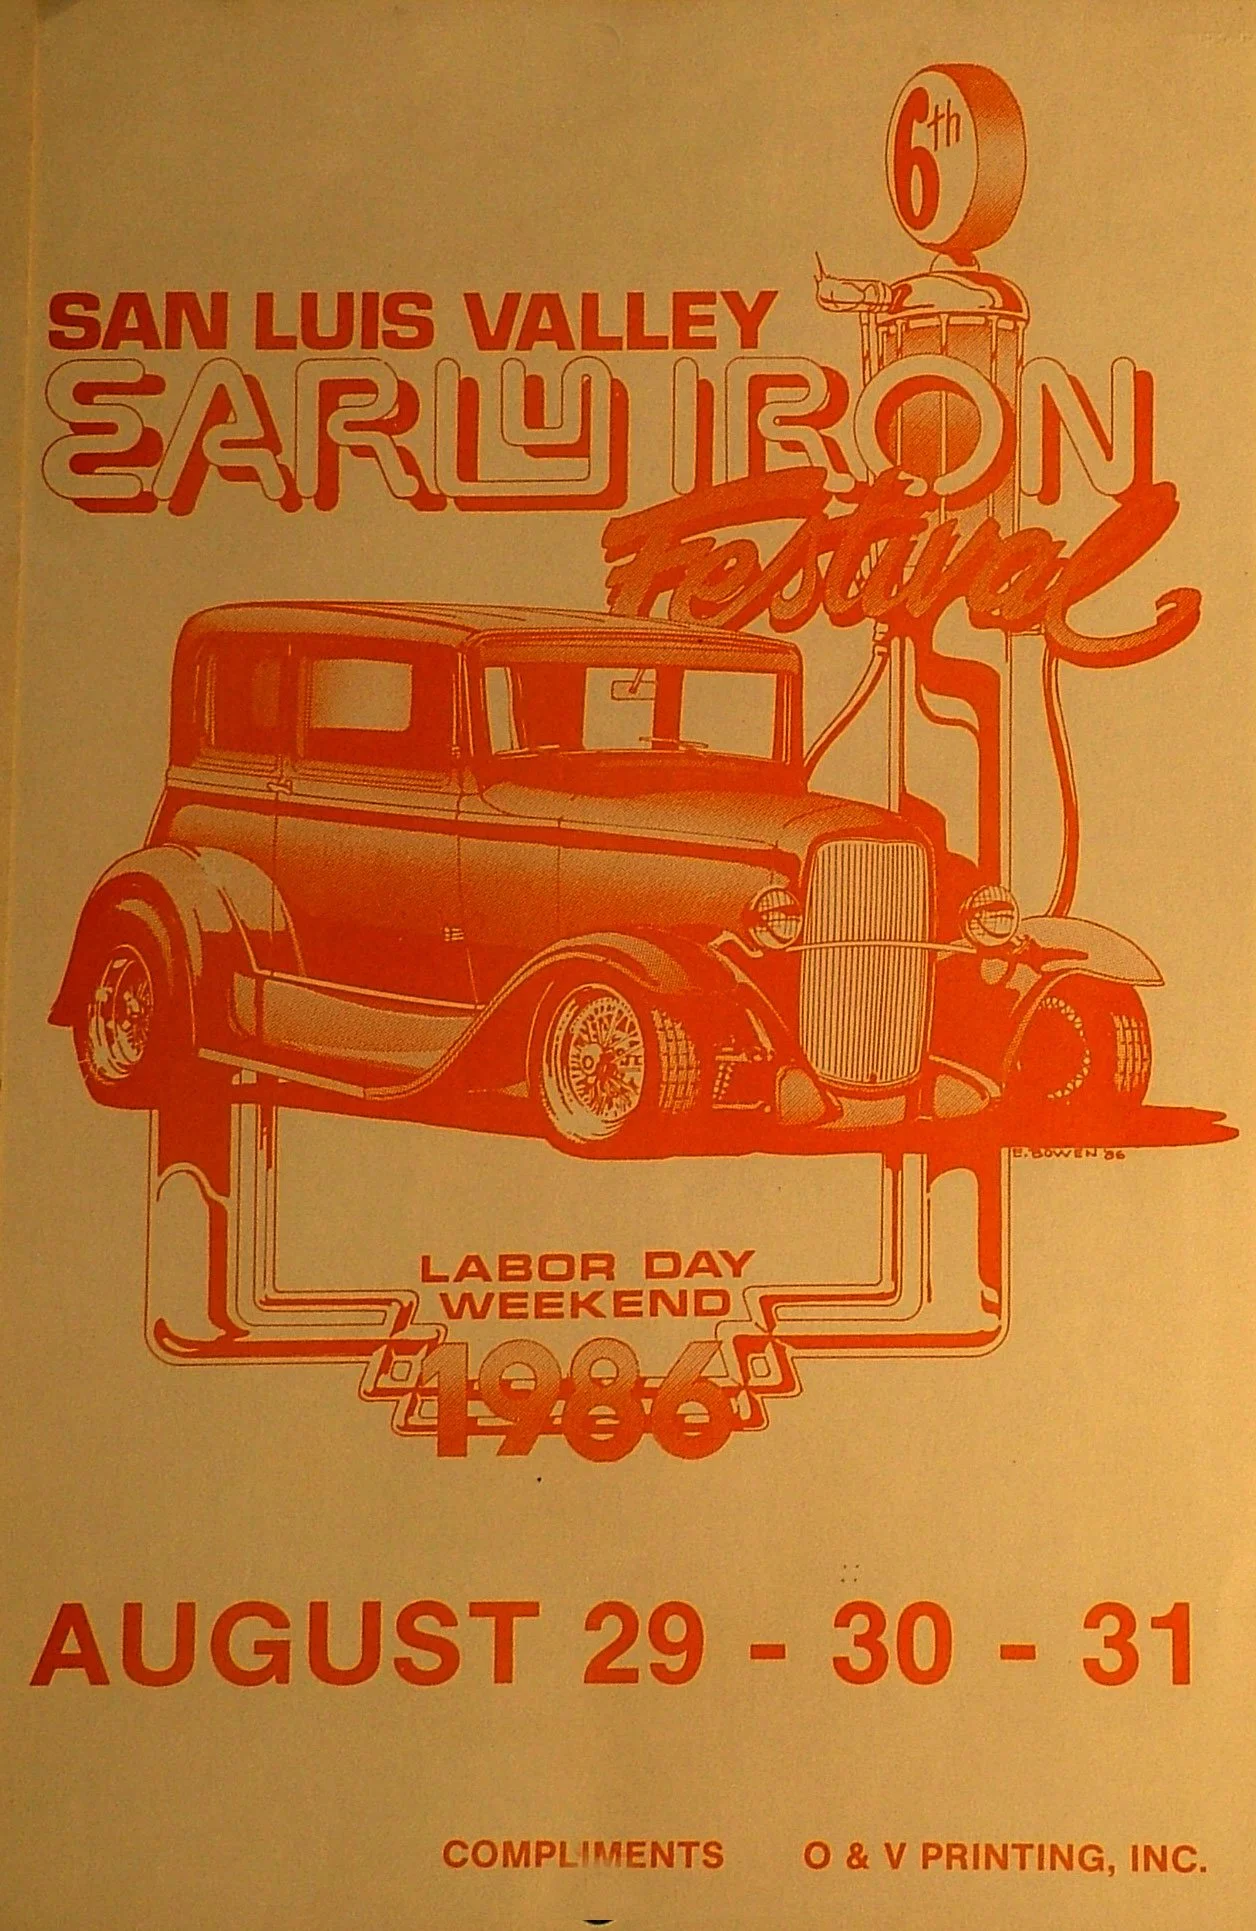 6th
SAN LUIS VALLEY
EARLY IRON
Festival
E. BOWEN '86
LABOR DAY
WEEKEND
1986
AUGUST 29 - 30 - 31
COMPLIMENTS O & V PRINTING, INC.